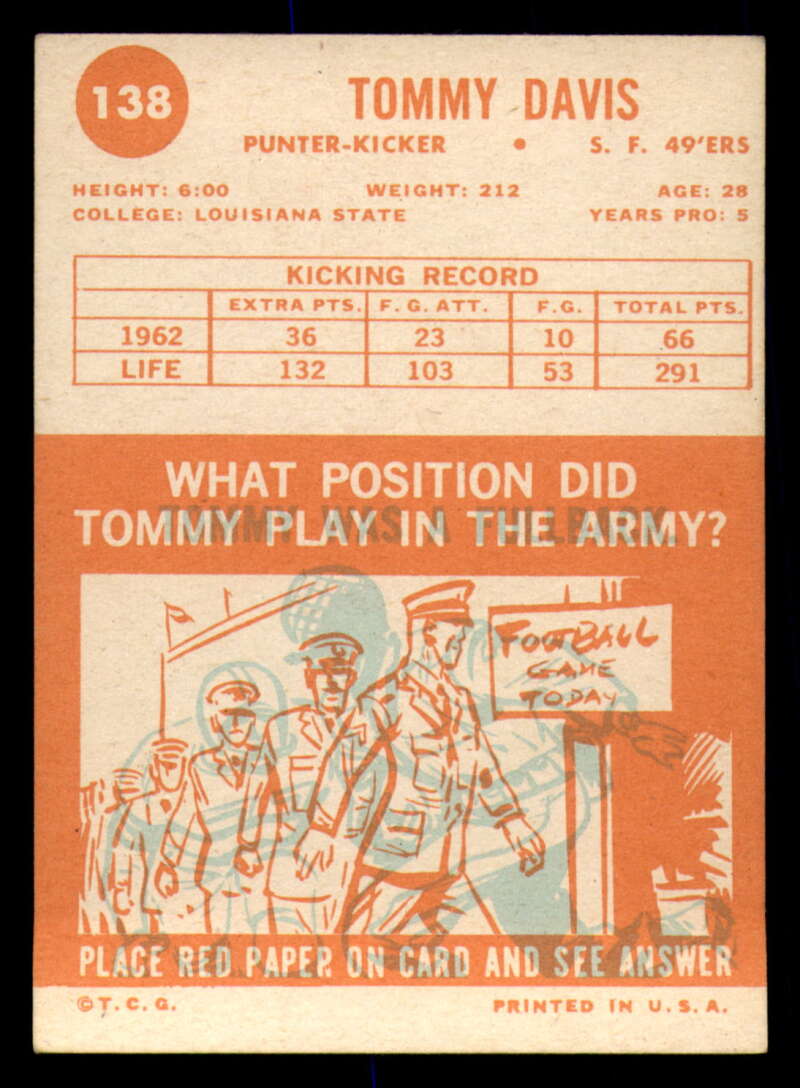 138
TOMMY DAVIS
PUNTER-KICKER • S. F. 49'ERS
HEIGHT: 6:00 WEIGHT: 212 AGE: 28
COLLEGE: LOUISIANA STATE YEARS PRO: 5
KICKING RECORD
EXTRA PTS. F.G. ATT. F.G. TOTAL PTS.
1962 36 23 10 66
LIFE 132 103 53 291
WHAT POSITION DID
TOMMY PLAY IN THE ARMY?
TOMMY WAS A FULLBACK.
FOOTBALL
GAME
TODAY
PLACE RED PAPER ON CARD AND SEE ANSWER
© T. C. G. PRINTED IN U. S. A.